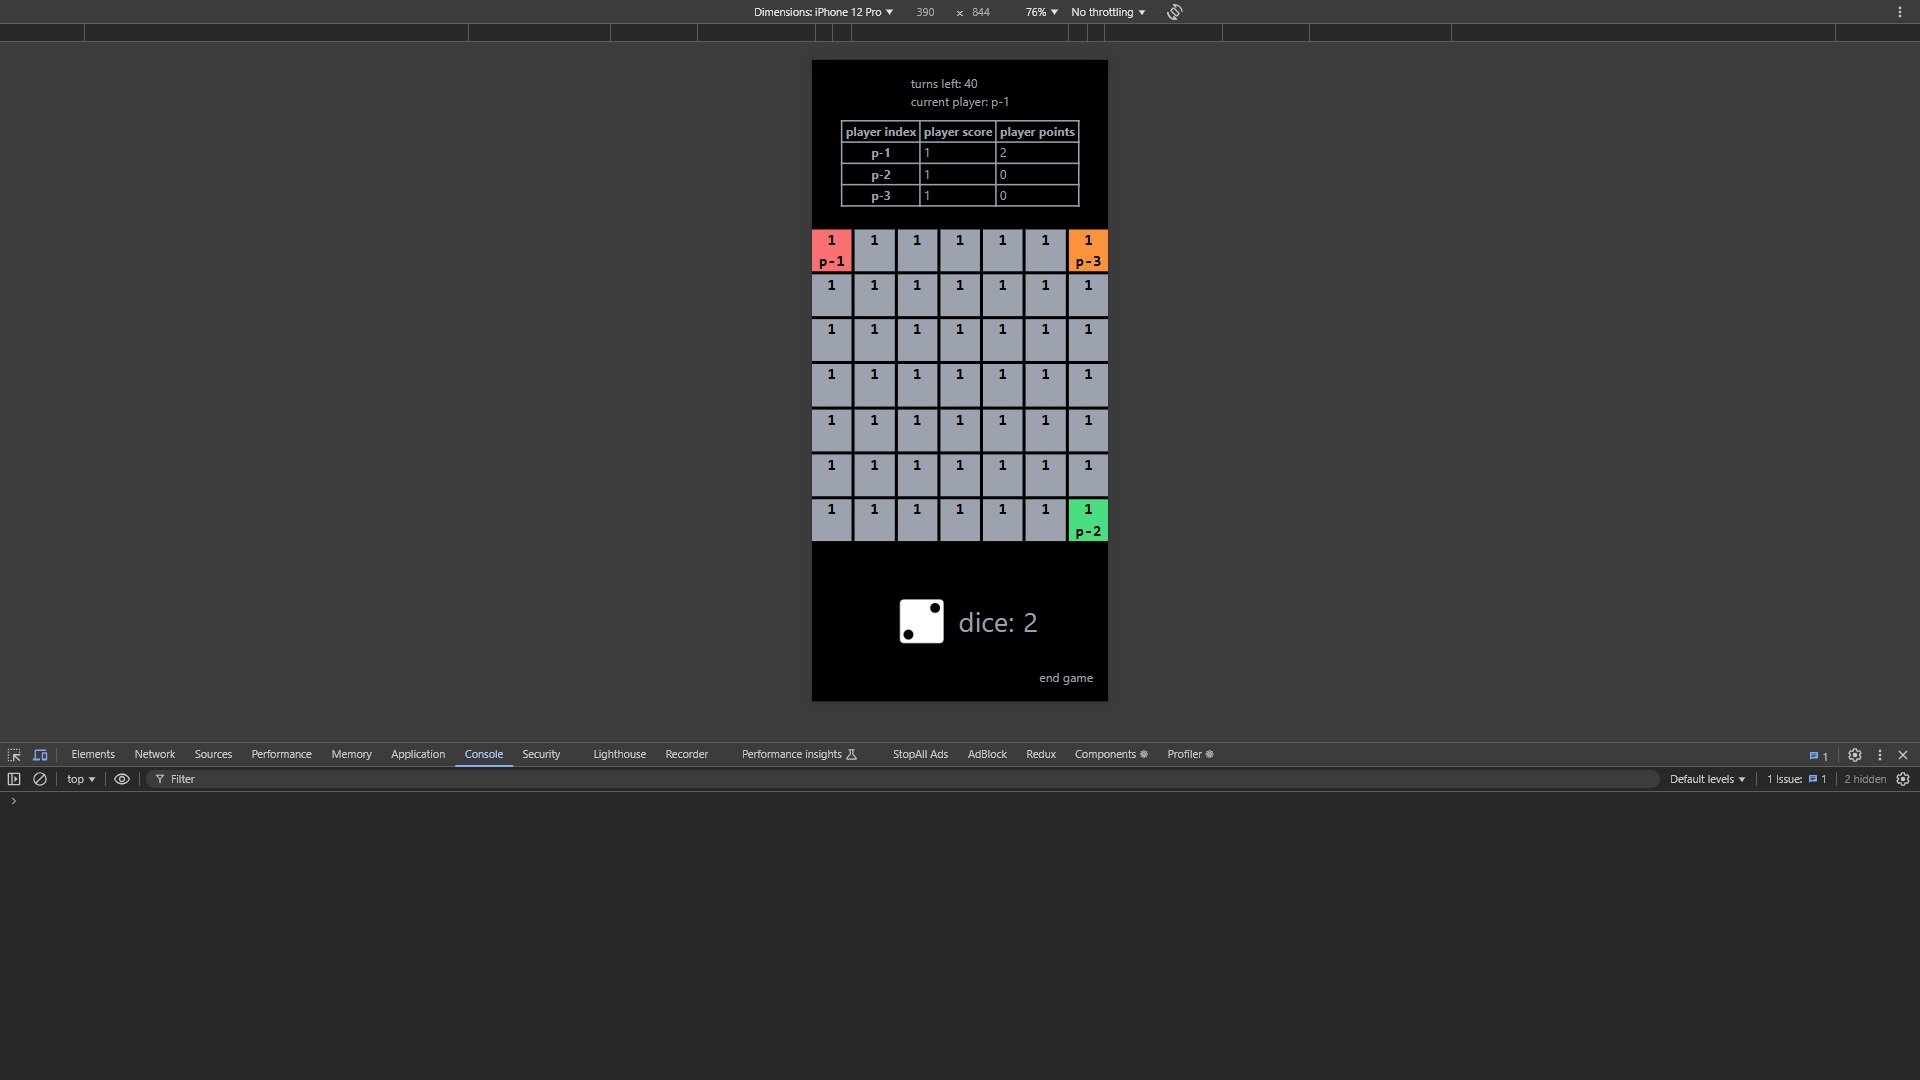 Dimensions: iPhone 12 Pro 390 × 844 76% No throttling
turns left: 40
current player: p-1
player index player score player points
p-1 1 2
p-2 1 0
p-3 1 0
1 1 1 1 1 1 1
p-1 p-3
1 1 1 1 1 1 1
1 1 1 1 1 1 1
1 1 1 1 1 1 1
1 1 1 1 1 1 1
1 1 1 1 1 1 1
1 1 1 1 1 1 1
p-2
dice: 2
end game
Elements Network Sources Performance Memory Application Console Security Lighthouse Recorder Performance insights StopAll Ads AdBlock Redux Components Profiler 1
top Filter Default levels 1 Issue: 1 2 hidden